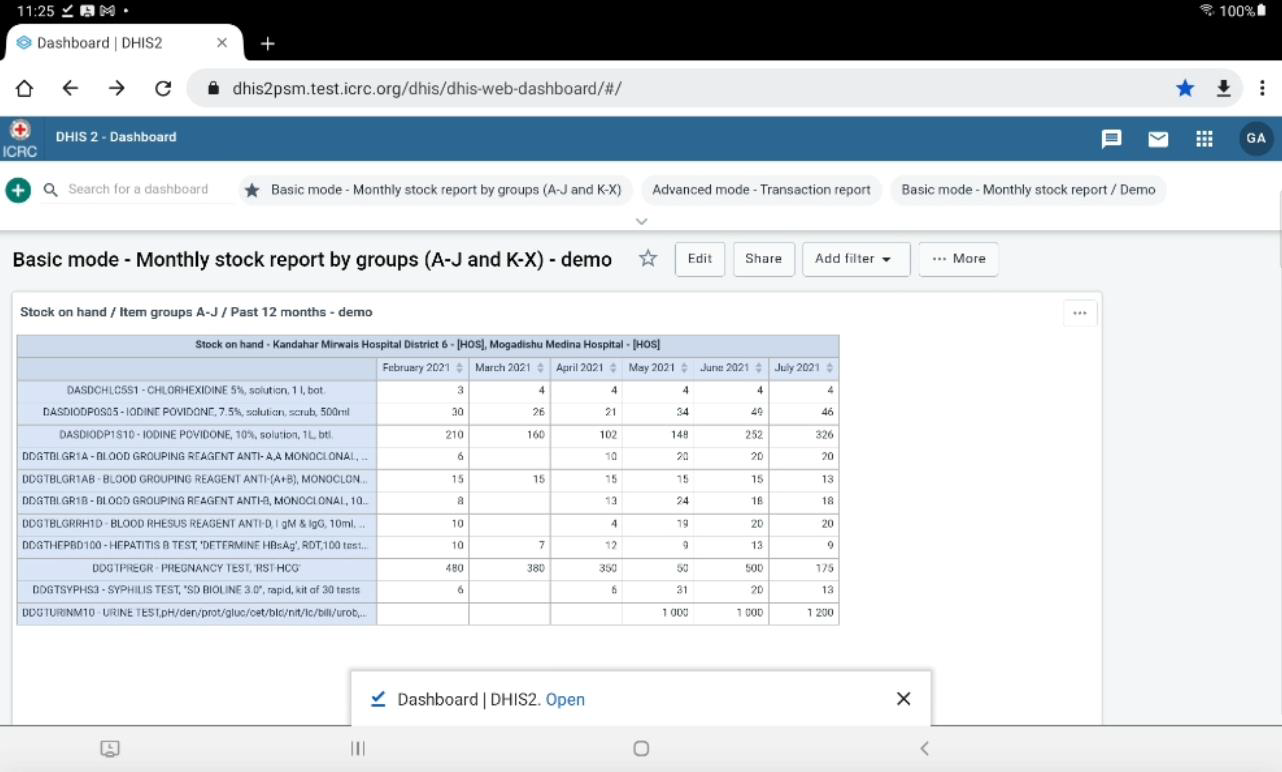 11:25
100%
Dashboard | DHIS2
dhis2psm.test.icrc.org/dhis/dhis-web-dashboard/#/
ICRC
DHIS 2 - Dashboard
GA
Search for a dashboard
Basic mode - Monthly stock report by groups (A-J and K-X)
Advanced mode - Transaction report
Basic mode - Monthly stock report / Demo
Basic mode - Monthly stock report by groups (A-J and K-X) - demo
Edit
Share
Add filter
··· More
Stock on hand / Item groups A-J / Past 12 months - demo
Stock on hand - Kandahar Mirwais Hospital District 6 - [HOS], Mogadishu Medina Hospital - [HOS]
February 2021 March 2021 April 2021 May 2021 June 2021 July 2021
DASDCHLC5S1 - CHLORHEXIDINE 5%, solution, 1 l, bot. 3 4 4 4 4 4
DASDIODP0S05 - IODINE POVIDONE, 7.5%, solution, scrub, 500ml 30 26 21 34 49 46
DASDIODP1S10 - IODINE POVIDONE, 10%, solution, 1L, btl. 210 160 102 148 252 326
DDGTBLGR1A - BLOOD GROUPING REAGENT ANTI- A,A MONOCLONAL, ... 6 10 20 20 20
DDGTBLGR1AB - BLOOD GROUPING REAGENT ANTI-(A+B), MONOCLON... 15 15 15 15 15 13
DDGTBLGR1B - BLOOD GROUPING REAGENT ANTI-B, MONOCLONAL, 10... 8 13 24 18 18
DDGTBLGRRH1D - BLOOD RHESUS REAGENT ANTI-D, I gM & IgG, 10ml, ... 10 4 19 20 20
DDGTHEPBD100 - HEPATITIS B TEST, 'DETERMINE HBsAg', RDT,100 test... 10 7 12 9 13 9
DDGTPREGR - PREGNANCY TEST, 'RST-HCG' 480 380 350 50 500 175
DDGTSYPHS3 - SYPHILIS TEST, "SD BIOLINE 3.0", rapid, kit of 30 tests 6 6 31 20 13
DDGTURINM10 - URINE TEST,pH/den/prot/gluc/cet/bld/nit/lc/bili/urob,... 1 000 1 000 1 200
Dashboard | DHIS2. Open